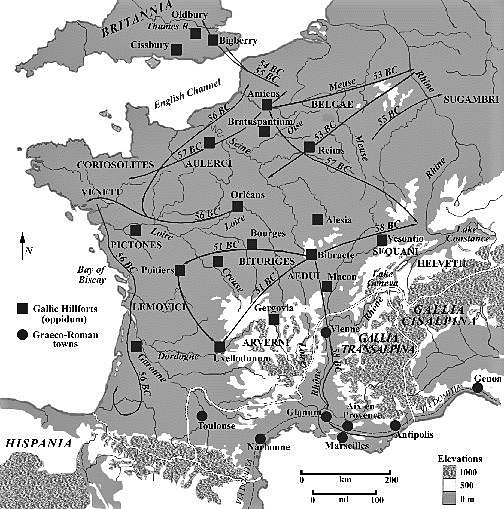 BRITANNIA
Oldbury
Thames R.
Cissbury
Bigberry
English Channel
54 BC
55 BC
56 BC
53 BC
Meuse
Rhine
Amiens
BELGAE
SUGAMBRI
Bratuspantium
Oise
53 BC
55 BC
57 BC
Seine
Reims
57 BC
Meuse
Rhine
CORIOSOLITES
AULERCI
VENETI
Orléans
56 BC
Loire
Alesia
PICTONES
Loire
Bourges
58 BC
Vesontio
Lake
Constance
N
51 BC
BITURIGES
Bibracte
SEQUANI
HELVETII
56 BC
Bay of
Biscay
Poitiers
Creuse
51 BC
AEDUI
Macon
Lake
Geneva
Gallic Hillforts
(oppidum)
LEMOVICI
Gergovia
Rhône
GALLIA
CISALPINA
Graeco-Roman
towns
ARVERNI
Vienne
GALLIA
TRANSALPINA
Dordogne
Uxellodunum
Loire
58 BC
Garonne
56 BC
Rhône
Genoa
Toulouse
Glanum
Aix-en
Provence
HISPANIA
Narbonne
Marseilles
Antipolis
Elevations
1000
500
0 m
0 km 200
0 mi 100